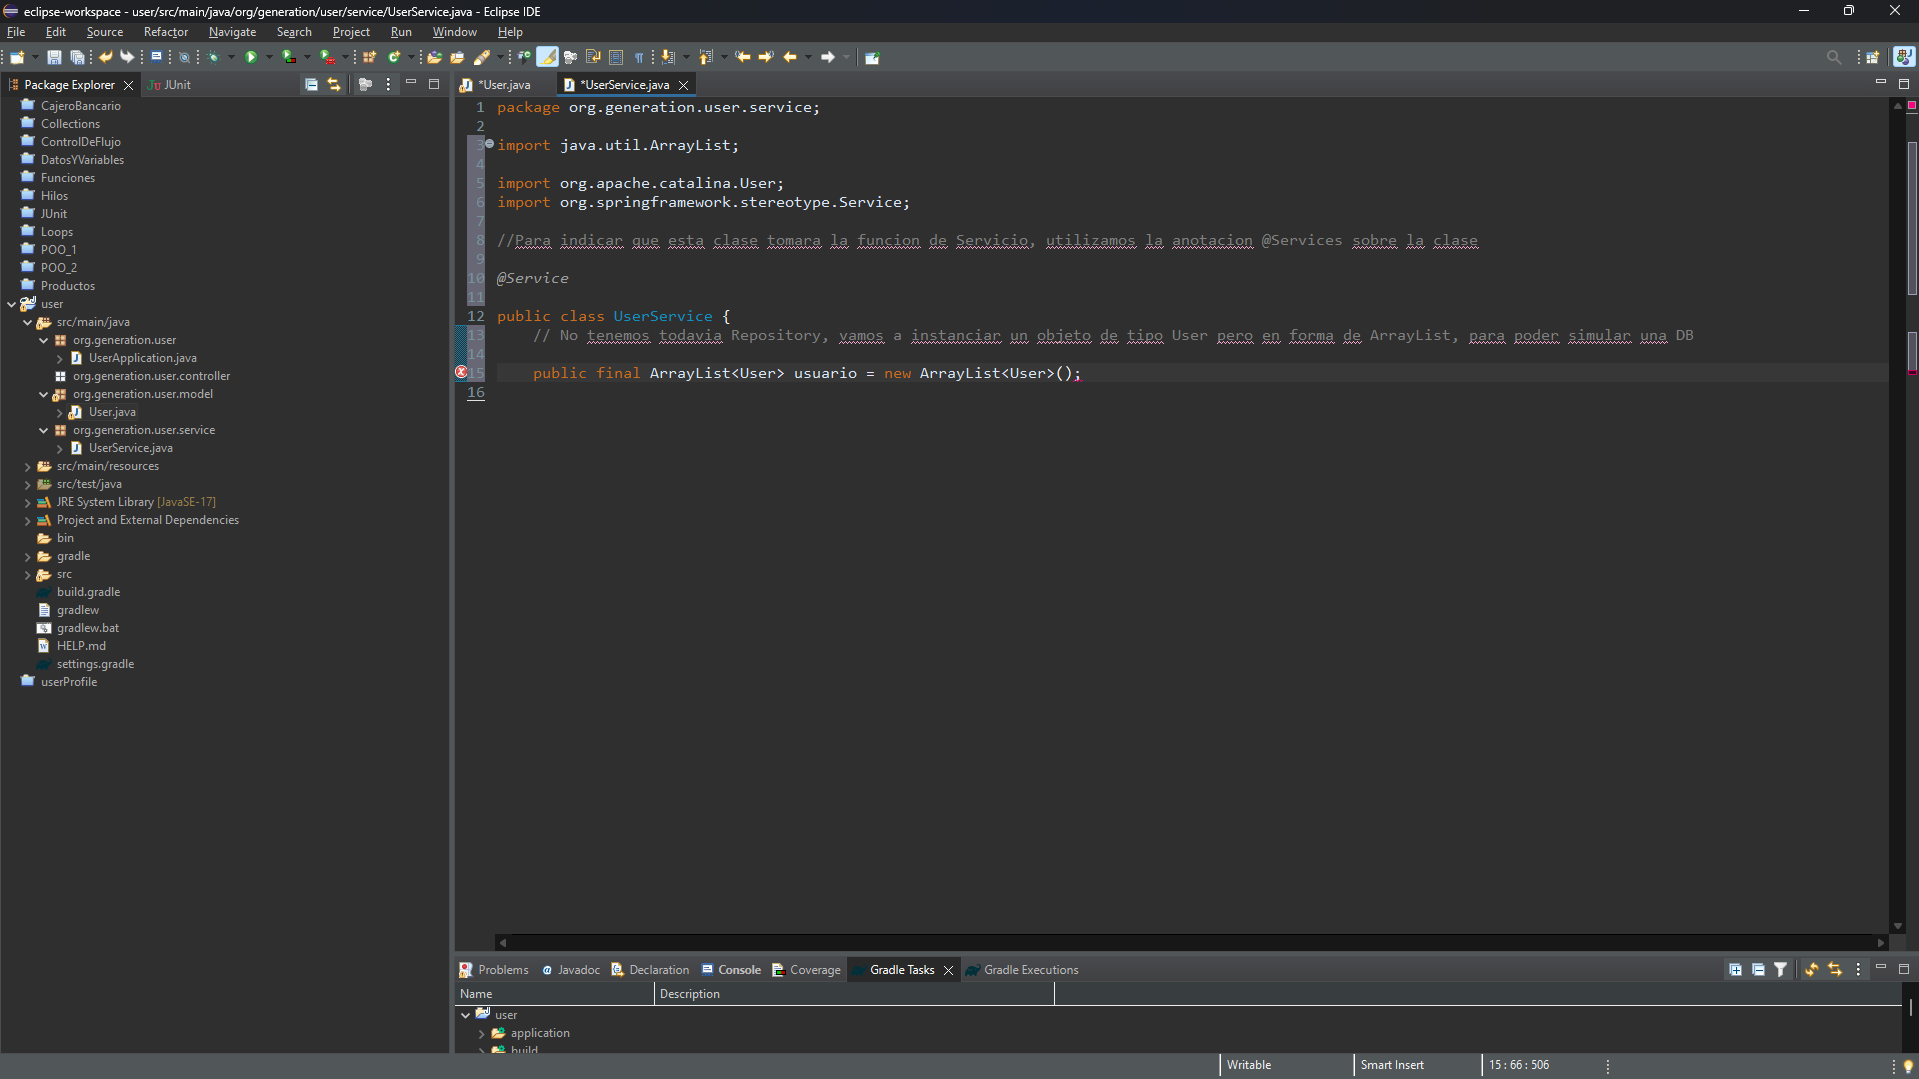 eclipse-workspace - user/src/main/java/org/generation/user/service/UserService.java - Eclipse IDE
File Edit Source Refactor Navigate Search Project Run Window Help
Package Explorer
Ju JUnit
CajeroBancario
Collections
ControlDeFlujo
DatosYVariables
Funciones
Hilos
JUnit
Loops
POO_1
POO_2
Productos
user
src/main/java
org.generation.user
UserApplication.java
org.generation.user.controller
org.generation.user.model
User.java
org.generation.user.service
UserService.java
src/main/resources
src/test/java
JRE System Library [JavaSE-17]
Project and External Dependencies
bin
gradle
src
build.gradle
gradlew
gradlew.bat
HELP.md
settings.gradle
userProfile
*User.java
*UserService.java
1 package org.generation.user.service;
2
3 import java.util.ArrayList;
4
5 import org.apache.catalina.User;
6 import org.springframework.stereotype.Service;
7
8 //Para indicar que esta clase tomara la funcion de Servicio, utilizamos la anotacion @Services sobre la clase
9
10 @Service
11
12 public class UserService {
13 // No tenemos todavia Repository, vamos a instanciar un objeto de tipo User pero en forma de ArrayList, para poder simular una DB
14
15 public final ArrayList<User> usuario = new ArrayList<User>();
16
Problems @ Javadoc Declaration Console Coverage Gradle Tasks Gradle Executions
Name Description
user
application
build
Writable Smart Insert 15 : 66 : 506